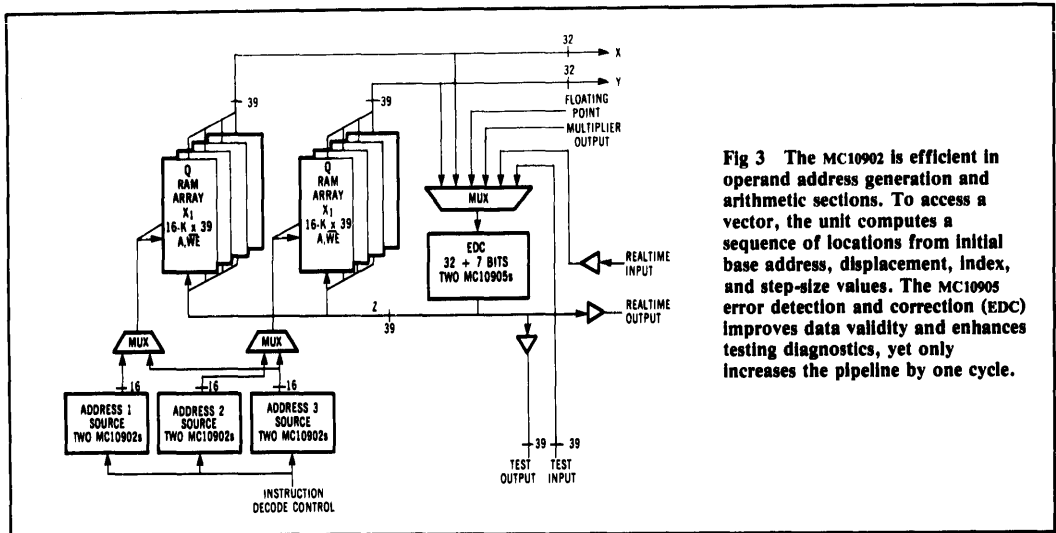 32
X
32
Y
39
39
FLOATING
POINT
MULTIPLIER
OUTPUT
Q
RAM
ARRAY
X1
16-K x 39
A,WE
Q
RAM
ARRAY
X1
16-K x 39
A,WE
MUX
EDC
32 + 7 BITS
TWO MC10905s
REALTIME
INPUT
REALTIME
OUTPUT
2
39
MUX
MUX
16
16
16
ADDRESS 1
SOURCE
TWO MC10902s
ADDRESS 2
SOURCE
TWO MC10902s
ADDRESS 3
SOURCE
TWO MC10902s
INSTRUCTION
DECODE CONTROL
39
39
TEST
OUTPUT
TEST
INPUT
Fig 3 The MC10902 is efficient in
operand address generation and
arithmetic sections. To access a
vector, the unit computes a
sequence of locations from initial
base address, displacement, index,
and step-size values. The MC10905
error detection and correction (EDC)
improves data validity and enhances
testing diagnostics, yet only
increases the pipeline by one cycle.